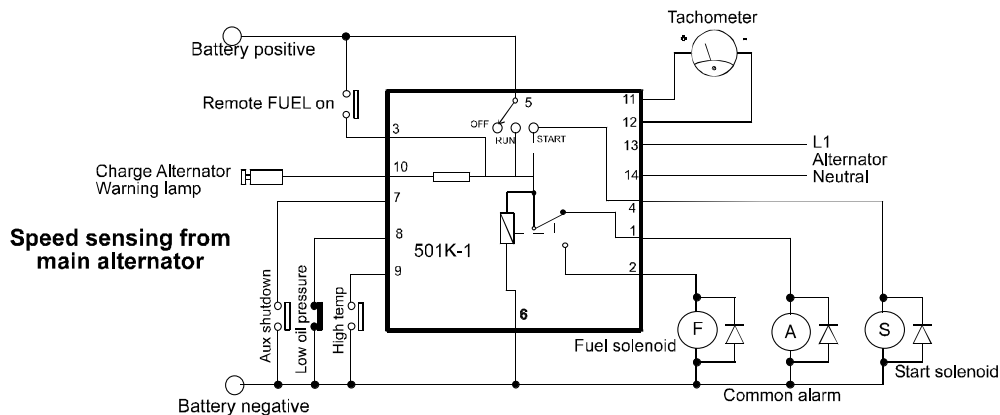 Tachometer
+ -
Battery positive
Remote FUEL on
5
OFF
RUN
START
11
12
3
13
L1
10
Alternator
Charge Alternator
Warning lamp
14
Neutral
7
4
Speed sensing from
main alternator
8
1
501K-1
9
2
6
Aux shutdown
Low oil pressure
High temp
F
A
S
Fuel solenoid
Start solenoid
Common alarm
Battery negative